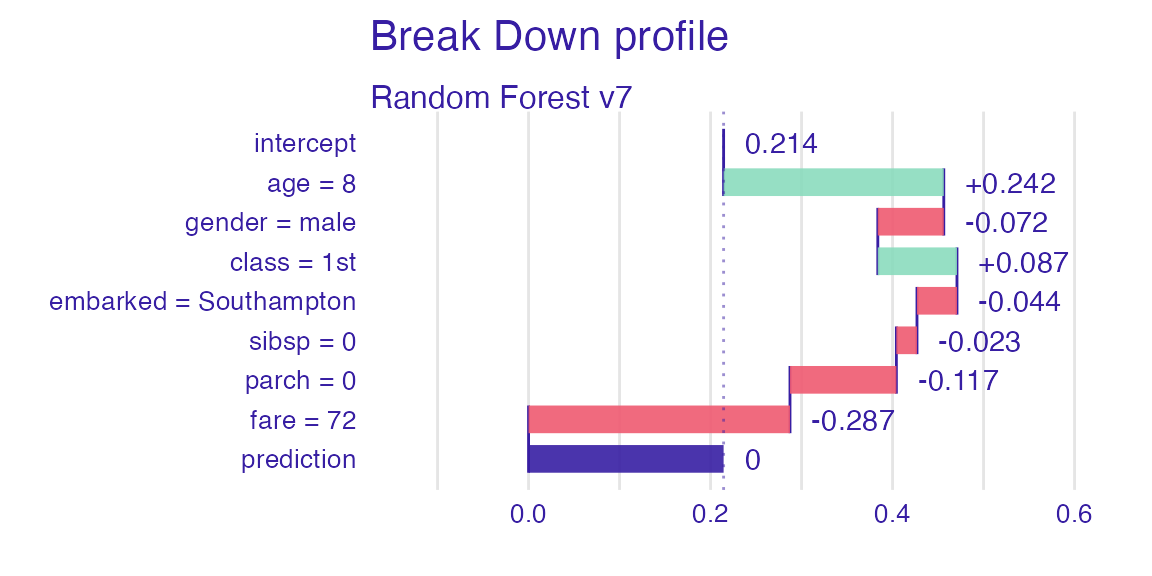 Break Down profile
Random Forest v7
intercept 0.214
age = 8 +0.242
gender = male -0.072
class = 1st +0.087
embarked = Southampton -0.044
sibsp = 0 -0.023
parch = 0 -0.117
fare = 72 -0.287
prediction 0
0.0 0.2 0.4 0.6